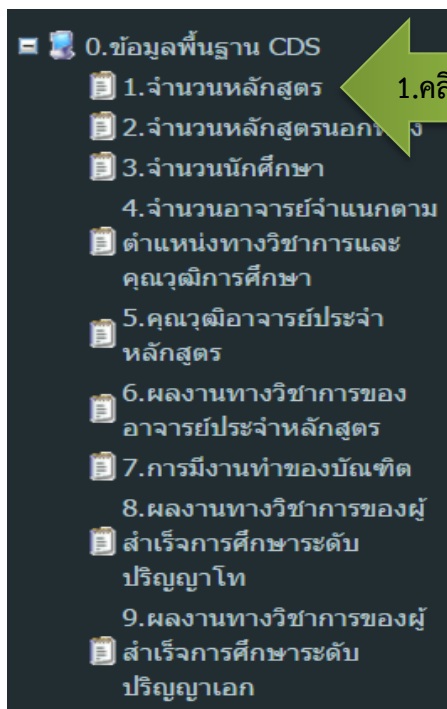 0.ข้อมูลพื้นฐาน CDS
1.จำนวนหลักสูตร
2.จำนวนหลักสูตรนอก
3.จำนวนนักศึกษา
4.จำนวนอาจารย์จำแนกตาม
ตำแหน่งทางวิชาการและ
คุณวุฒิการศึกษา
5.คุณวุฒิอาจารย์ประจำ
หลักสูตร
6.ผลงานทางวิชาการของ
อาจารย์ประจำหลักสูตร
7.การมีงานทำของบัณฑิต
8.ผลงานทางวิชาการของผู้
สำเร็จการศึกษาระดับ
ปริญญาโท
9.ผลงานทางวิชาการของผู้
สำเร็จการศึกษาระดับ
ปริญญาเอก